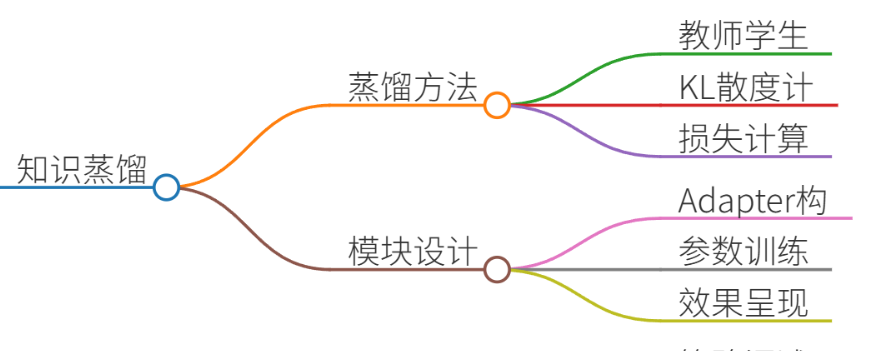 教师学生
蒸馏方法
KL散度计
损失计算
知识蒸馏
Adapter构
模块设计
参数训练
效果呈现